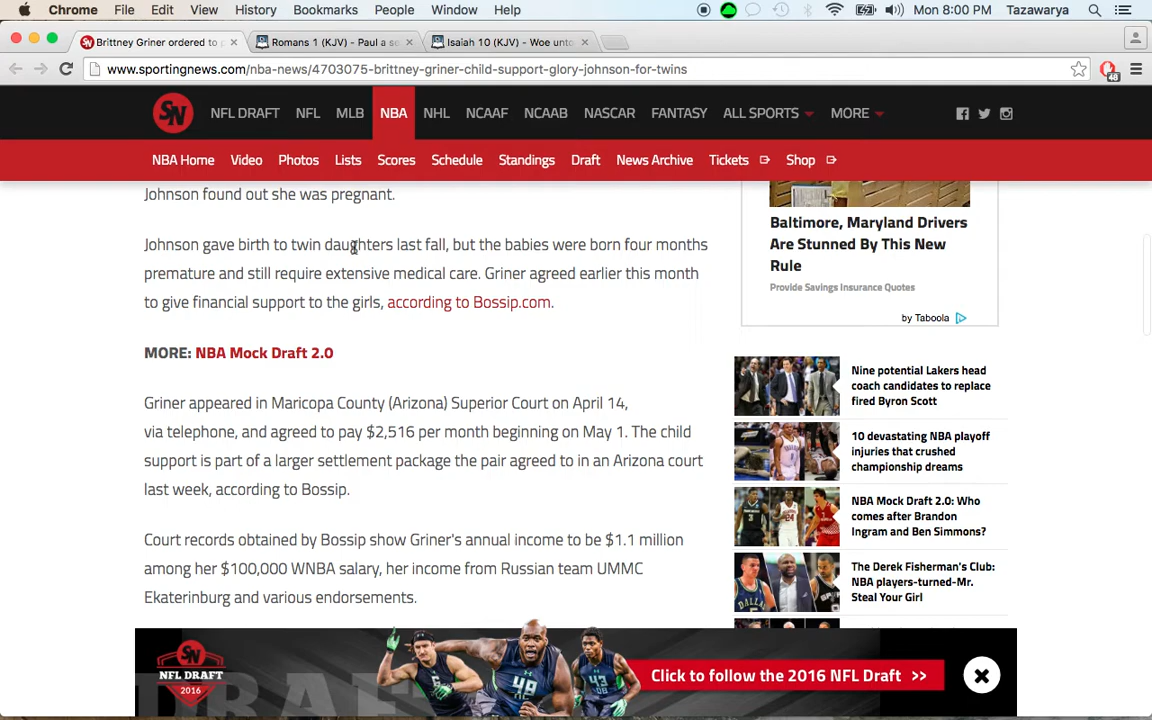 Chrome File Edit View History Bookmarks People Window Help Mon 8:00 PM Tazawarya
Brittney Griner ordered to p
Romans 1 (KJV) - Paul a se
Isaiah 10 (KJV) - Woe unto
www.sportingnews.com/nba-news/4703075-brittney-griner-child-support-glory-johnson-for-twins
48
SN NFL DRAFT NFL MLB NBA NHL NCAAF NCAAB NASCAR FANTASY ALL SPORTS MORE
NBA Home Video Photos Lists Scores Schedule Standings Draft News Archive Tickets Shop
Johnson found out she was pregnant.
Johnson gave birth to twin daughters last fall, but the babies were born four months
premature and still require extensive medical care. Griner agreed earlier this month
to give financial support to the girls, according to Bossip.com.
MORE: NBA Mock Draft 2.0
Griner appeared in Maricopa County (Arizona) Superior Court on April 14,
via telephone, and agreed to pay $2,516 per month beginning on May 1. The child
support is part of a larger settlement package the pair agreed to in an Arizona court
last week, according to Bossip.
Court records obtained by Bossip show Griner's annual income to be $1.1 million
among her $100,000 WNBA salary, her income from Russian team UMMC
Ekaterinburg and various endorsements.
Baltimore, Maryland Drivers
Are Stunned By This New
Rule
Provide Savings Insurance Quotes
by Taboola
Nine potential Lakers head
coach candidates to replace
fired Byron Scott
10 devastating NBA playoff
injuries that crushed
championship dreams
NBA Mock Draft 2.0: Who
comes after Brandon
Ingram and Ben Simmons?
The Derek Fisherman's Club:
NBA players-turned-Mr.
Steal Your Girl
SN
NFL DRAFT
2016
DRAFT
48
43
Click to follow the 2016 NFL Draft >>